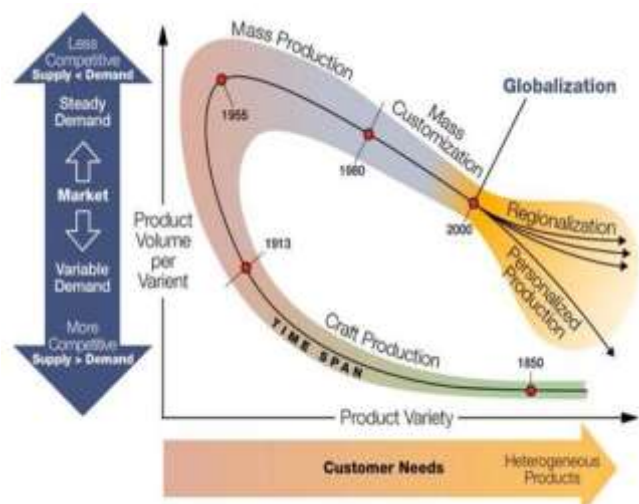 Less
Competitive
Supply < Demand
Steady
Demand
Market
Variable
Demand
More
Competitive
Supply > Demand
Product
Volume
per
Varient
Mass Production
Mass
Customization
Globalization
1955
1980
2000
Regionalization
Personalized
Production
1913
Craft Production
TIME SPAN
1850
Product Variety
Customer Needs
Heterogeneous
Products